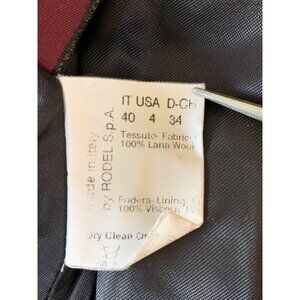 IT USA D-CH
40 4 34
Tessuto- Fabric-
100% Lana Wool
Fodera- Lining
100% Viscosa
Dry Clean On
Made in Italy
by RODEL S.p.A.